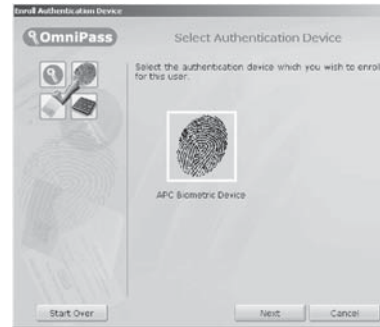 Enroll Authentication Device
OmniPass
Select Authentication Device
Select the authentication device which you wish to enroll
for this user.
APC Biometric Device
Start Over
Next
Cancel